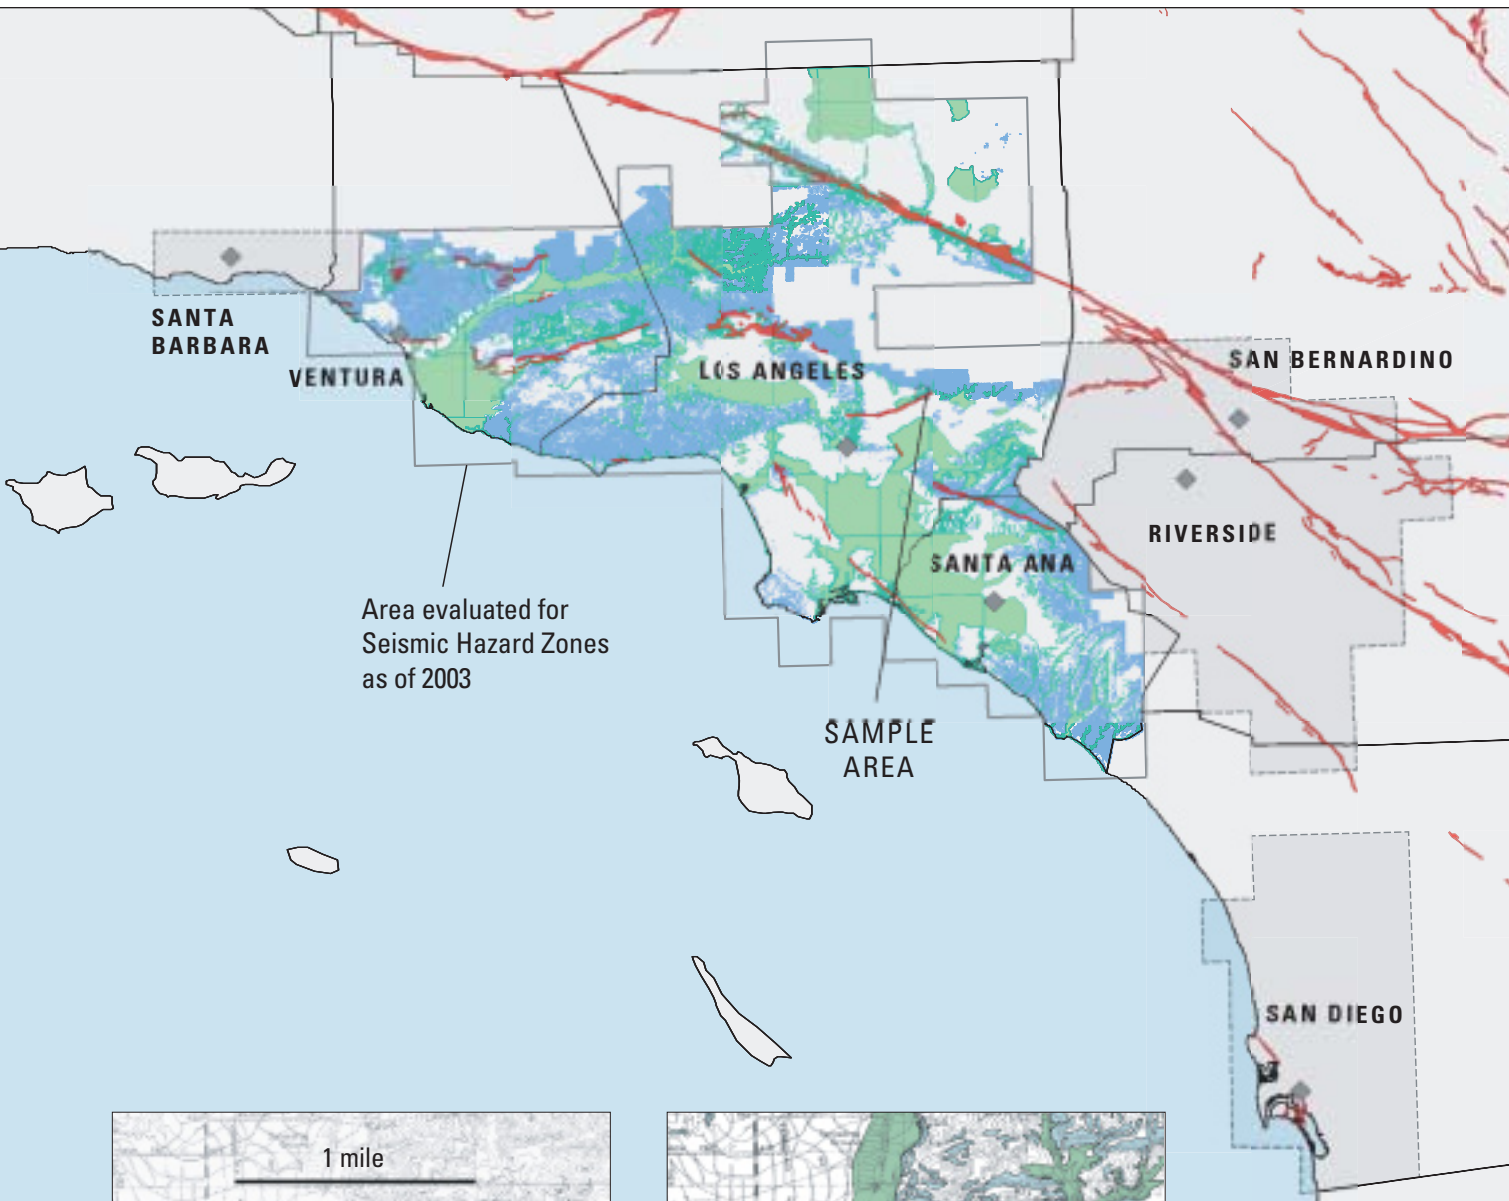 SANTA
BARBARA
VENTURA
LOS ANGELES
SAN BERNARDINO
RIVERSIDE
SANTA ANA
Area evaluated for
Seismic Hazard Zones
as of 2003
SAMPLE
AREA
SAN DIEGO
1 mile